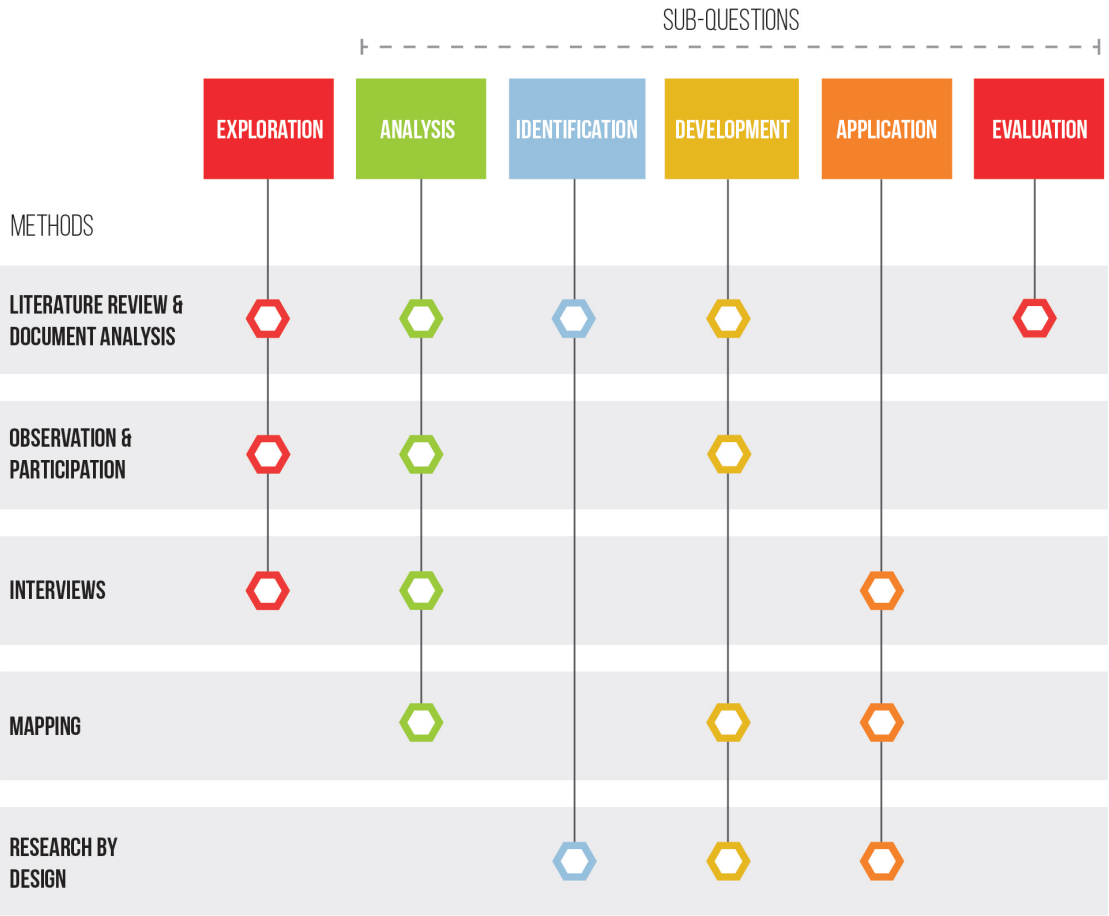 SUB-QUESTIONS
EXPLORATION
ANALYSIS
IDENTIFICATION
DEVELOPMENT
APPLICATION
EVALUATION
METHODS
LITERATURE REVIEW &
DOCUMENT ANALYSIS
OBSERVATION &
PARTICIPATION
INTERVIEWS
MAPPING
RESEARCH BY
DESIGN